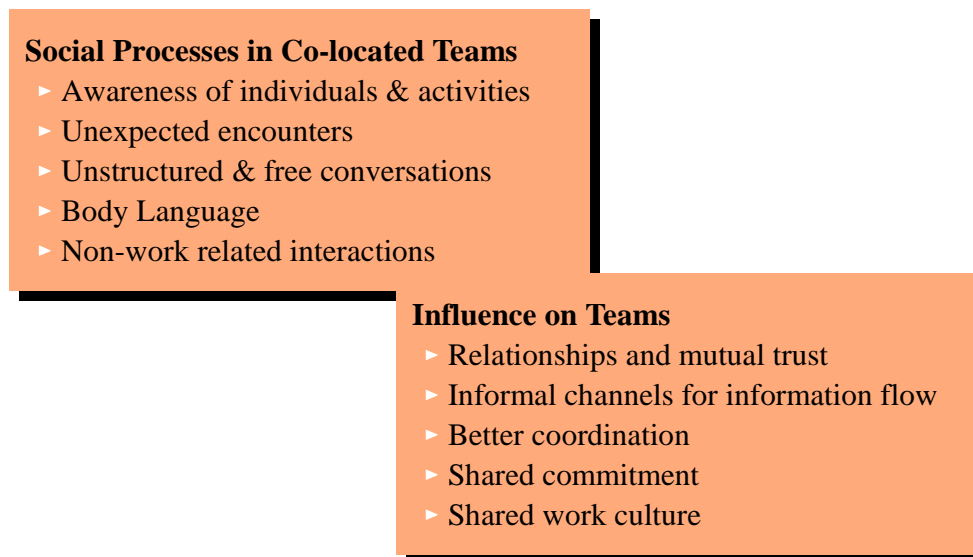 Social Processes in Co-located Teams
► Awareness of individuals & activities
► Unexpected encounters
► Unstructured & free conversations
► Body Language
► Non-work related interactions
Influence on Teams
► Relationships and mutual trust
► Informal channels for information flow
► Better coordination
► Shared commitment
► Shared work culture